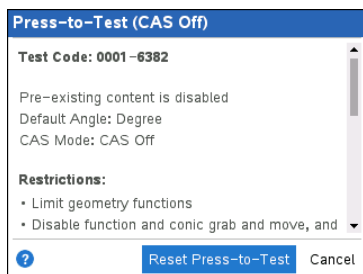 Press-to-Test (CAS Off)
Test Code: 0001-6382
Pre-existing content is disabled
Default Angle: Degree
CAS Mode: CAS Off
Restrictions:
• Limit geometry functions
• Disable function and conic grab and move, and
?
Reset Press-to-Test
Cancel